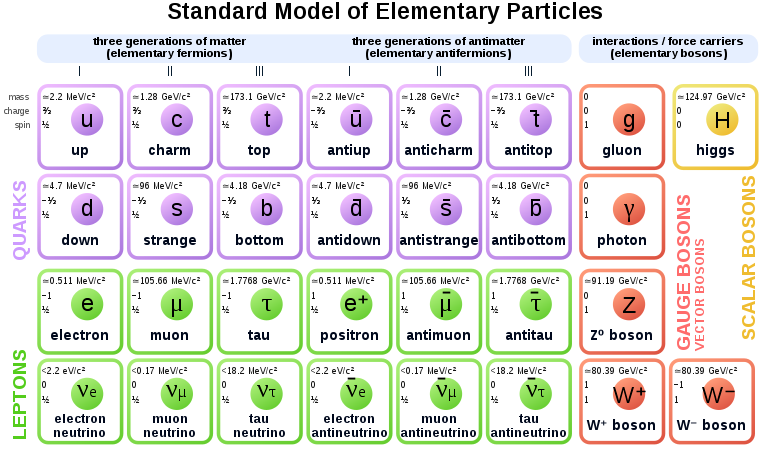 Standard Model of Elementary Particles
three generations of matter
(elementary fermions)
three generations of antimatter
(elementary antifermions)
interactions / force carriers
(elementary bosons)
I II III I II III
mass
charge
spin
≃2.2 MeV/c²
⅔
½
u
up
≃1.28 GeV/c²
⅔
½
c
charm
≃173.1 GeV/c²
⅔
½
t
top
≃2.2 MeV/c²
−⅔
½
ū
antiup
≃1.28 GeV/c²
−⅔
½
c̄
anticharm
≃173.1 GeV/c²
−⅔
½
t̄
antitop
0
0
1
g
gluon
≃124.97 GeV/c²
0
0
H
higgs
QUARKS
≃4.7 MeV/c²
−⅓
½
d
down
≃96 MeV/c²
−⅓
½
s
strange
≃4.18 GeV/c²
−⅓
½
b
bottom
≃4.7 MeV/c²
⅓
½
d̄
antidown
≃96 MeV/c²
⅓
½
s̄
antistrange
≃4.18 GeV/c²
⅓
½
b̄
antibottom
0
0
1
γ
photon
GAUGE BOSONS
VECTOR BOSONS
SCALAR BOSONS
LEPTONS
≃0.511 MeV/c²
−1
½
e
electron
≃105.66 MeV/c²
−1
½
μ
muon
≃1.7768 GeV/c²
−1
½
τ
tau
≃0.511 MeV/c²
1
½
e⁺
positron
≃105.66 MeV/c²
1
½
μ̄
antimuon
≃1.7768 GeV/c²
1
½
τ̄
antitau
≃91.19 GeV/c²
0
1
Z
Z⁰ boson
<2.2 eV/c²
0
½
νe
electron
neutrino
<0.17 MeV/c²
0
½
νμ
muon
neutrino
<18.2 MeV/c²
0
½
ντ
tau
neutrino
<2.2 eV/c²
0
½
ν̄e
electron
antineutrino
<0.17 MeV/c²
0
½
ν̄μ
muon
antineutrino
<18.2 MeV/c²
0
½
ν̄τ
tau
antineutrino
≃80.39 GeV/c²
1
1
W⁺
W⁺ boson
≃80.39 GeV/c²
−1
1
W⁻
W⁻ boson